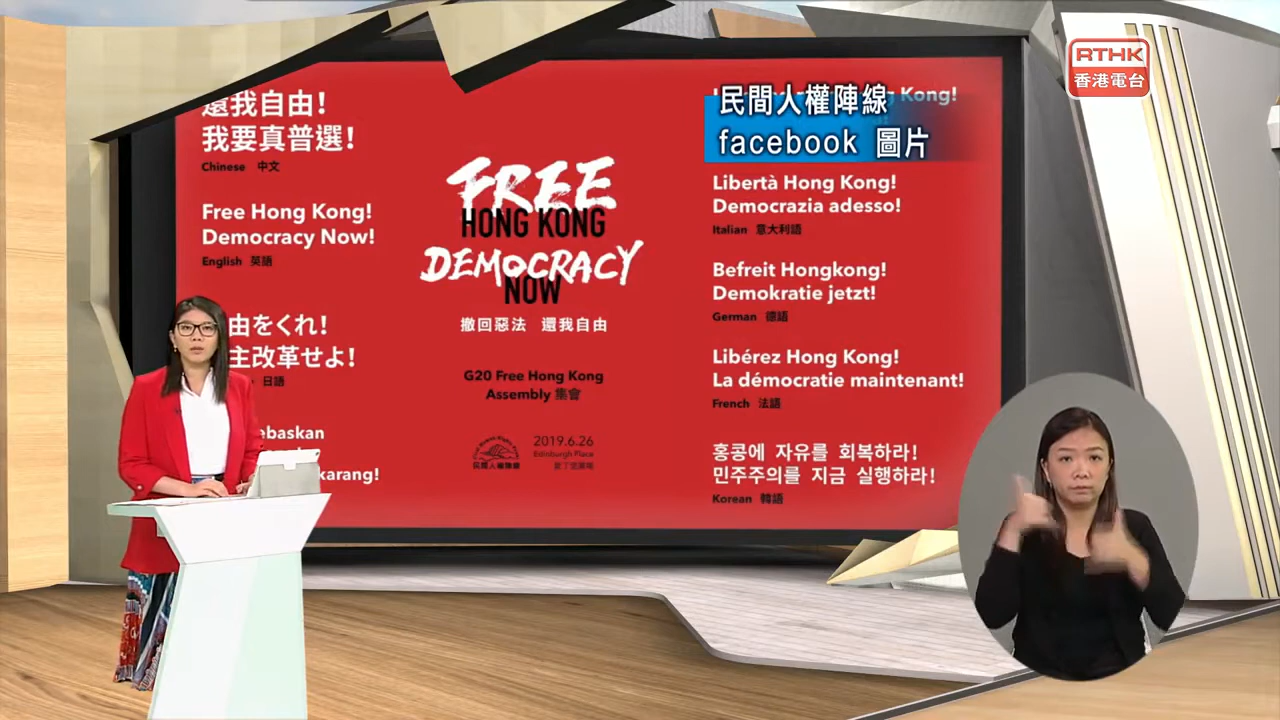 RTHK
香港電台
民間人權陣線
facebook 圖片
還我自由!
我要真普選!
Chinese 中文
Free Hong Kong!
Democracy Now!
English 英語
由をくれ!
主改革せよ!
日語
ebaskan
karang!
FREE
HONG KONG
DEMOCRACY
NOW
撤回惡法 還我自由
G20 Free Hong Kong
Assembly 集會
民間人權陣線
2019.6.26
Edinburgh Place
愛丁堡廣場
Kong!
Libertà Hong Kong!
Democrazia adesso!
Italian 意大利語
Befreit Hongkong!
Demokratie jetzt!
German 德語
Libérez Hong Kong!
La démocratie maintenant!
French 法語
홍콩에 자유를 회복하라!
민주주의를 지금 실행하라!
Korean 韓語